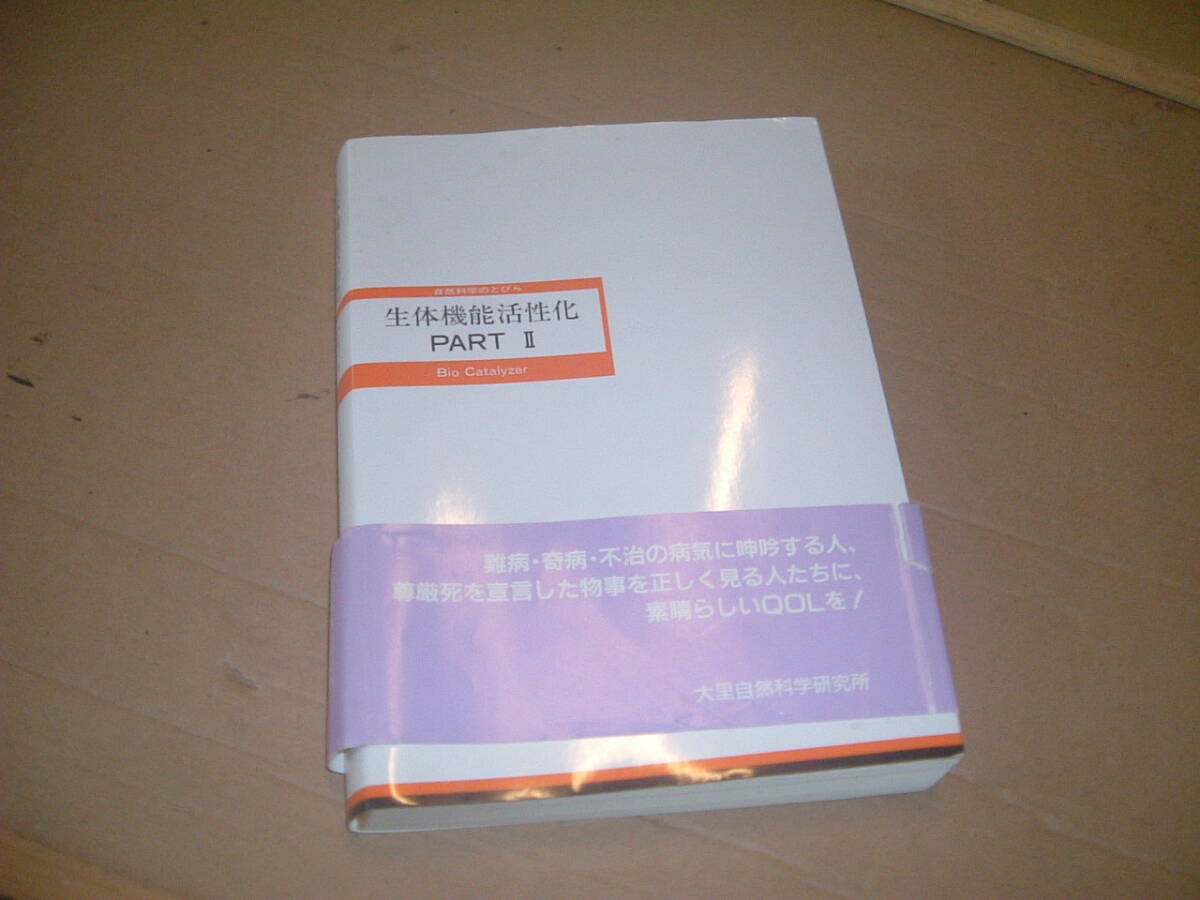 自然科学のとびら
生体機能活性化
PART Ⅱ
Bio Catalyzer
難病・奇病・不治の病気に呻吟する人、
尊厳死を宣言した物事を正しく見る人たちに、
素晴らしいQOLを!
大里自然科学研究所